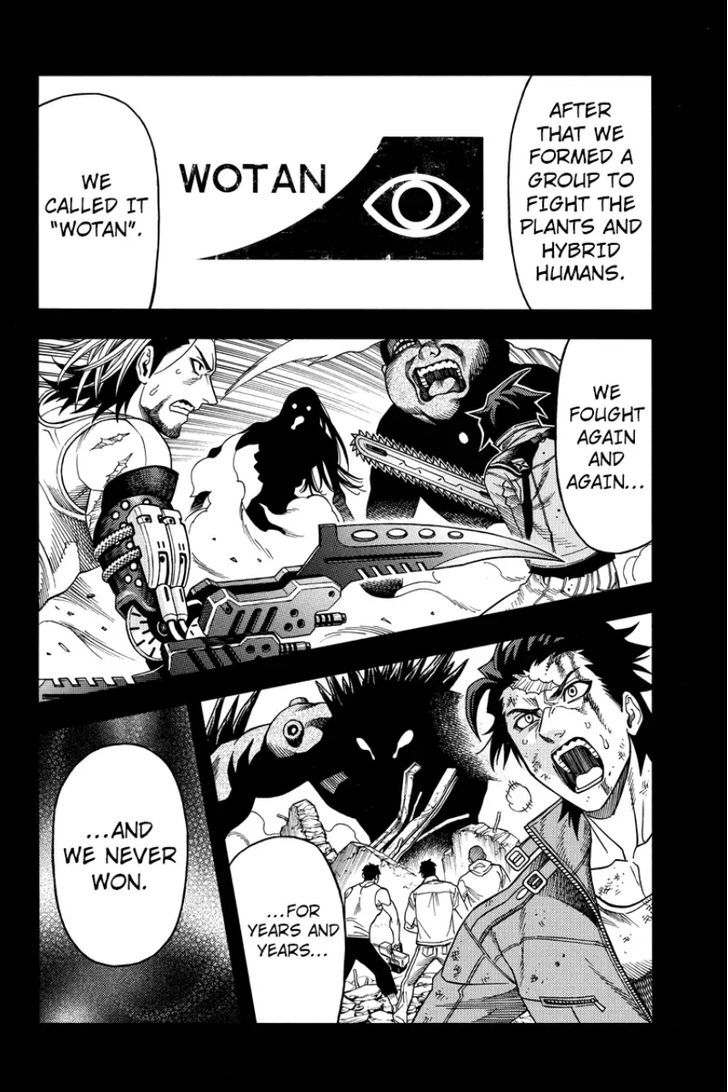 AFTER
THAT WE
FORMED A
GROUP TO
FIGHT THE
PLANTS AND
HYBRID
HUMANS.
WOTAN
WE
CALLED IT
"WOTAN".
WE
FOUGHT
AGAIN
AND
AGAIN...
...FOR
YEARS AND
YEARS...
...AND
WE NEVER
WON.